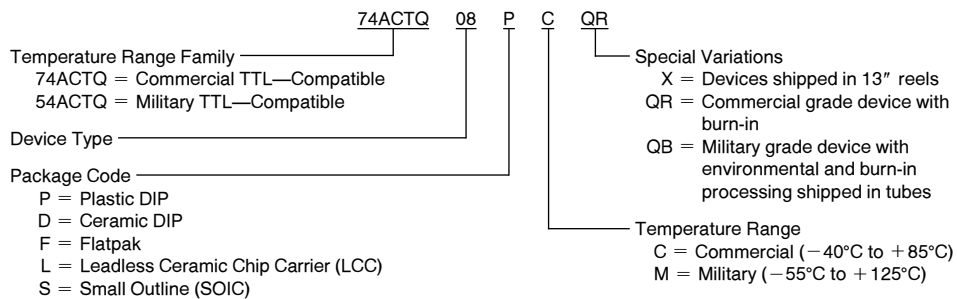 74ACTQ 08 P C QR
Temperature Range Family
74ACTQ = Commercial TTL—Compatible
54ACTQ = Military TTL—Compatible
Device Type
Package Code
P = Plastic DIP
D = Ceramic DIP
F = Flatpak
L = Leadless Ceramic Chip Carrier (LCC)
S = Small Outline (SOIC)
Special Variations
X = Devices shipped in 13″ reels
QR = Commercial grade device with
burn-in
QB = Military grade device with
environmental and burn-in
processing shipped in tubes
Temperature Range
C = Commercial (−40°C to +85°C)
M = Military (−55°C to +125°C)